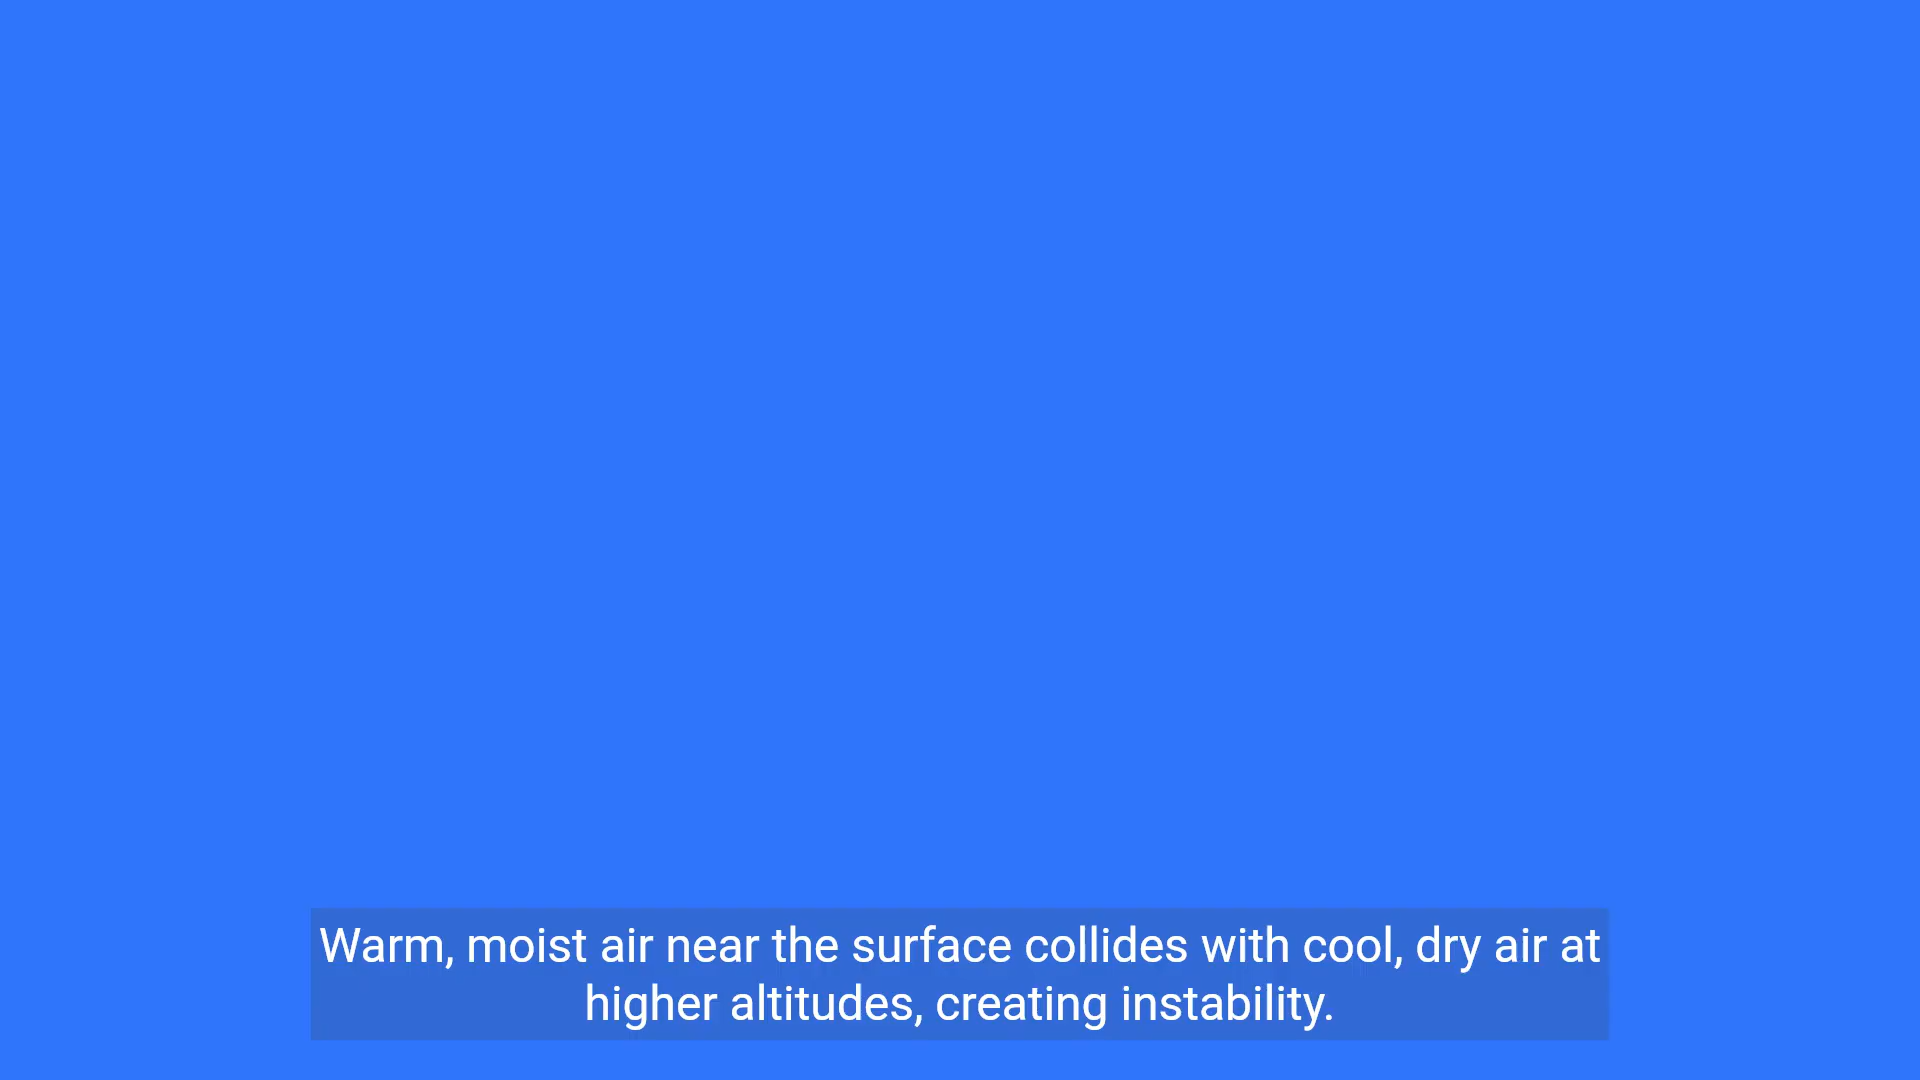 Warm, moist air near the surface collides with cool, dry air at
higher altitudes, creating instability.